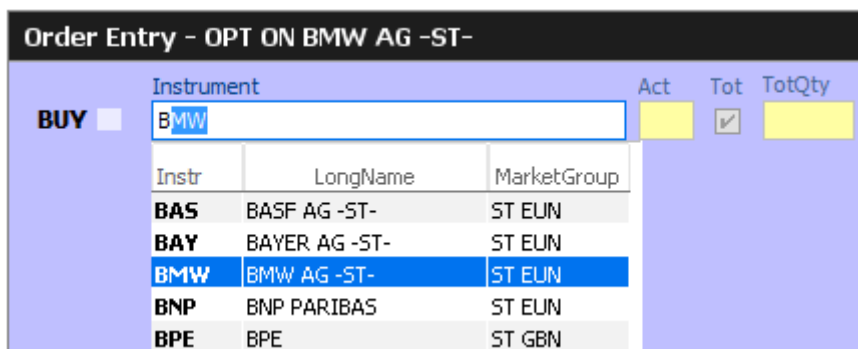 Order Entry - OPT ON BMW AG -ST-
Instrument Act Tot TotQty
BUY BMW
Instr LongName MarketGroup
BAS BASF AG -ST- ST EUN
BAY BAYER AG -ST- ST EUN
BMW BMW AG -ST- ST EUN
BNP BNP PARIBAS ST EUN
BPE BPE ST GBN